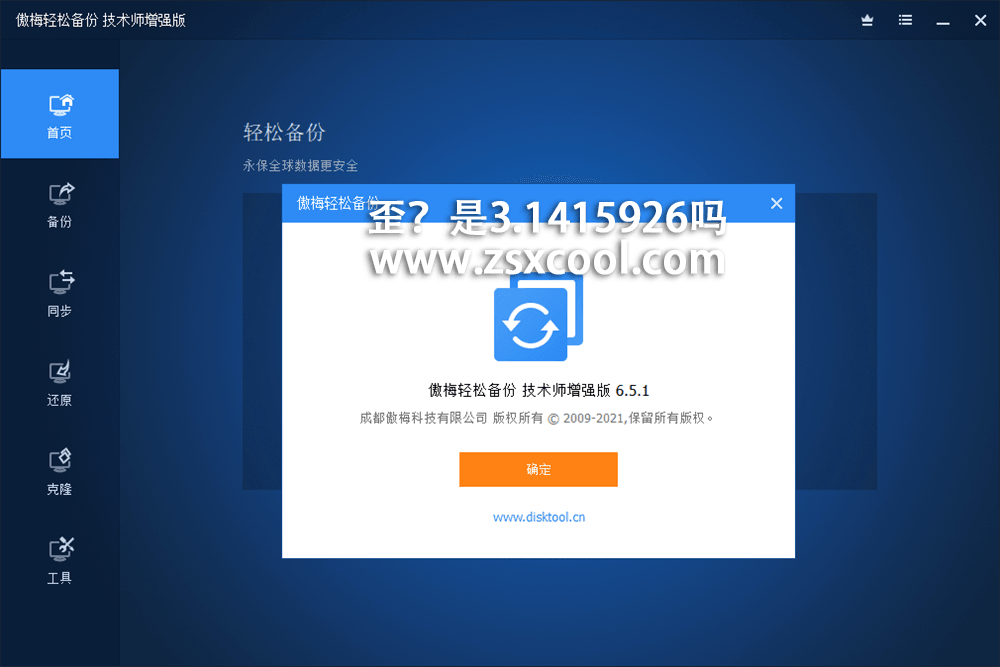 傲梅轻松备份 技术师增强版
首页
备份
同步
还原
克隆
工具
轻松备份
永保全球数据更安全
傲梅轻松备份
歪？是3.1415926吗
www.zsxcool.com
傲梅轻松备份 技术师增强版 6.5.1
成都傲梅科技有限公司 版权所有 © 2009-2021,保留所有版权。
确定
www.disktool.cn